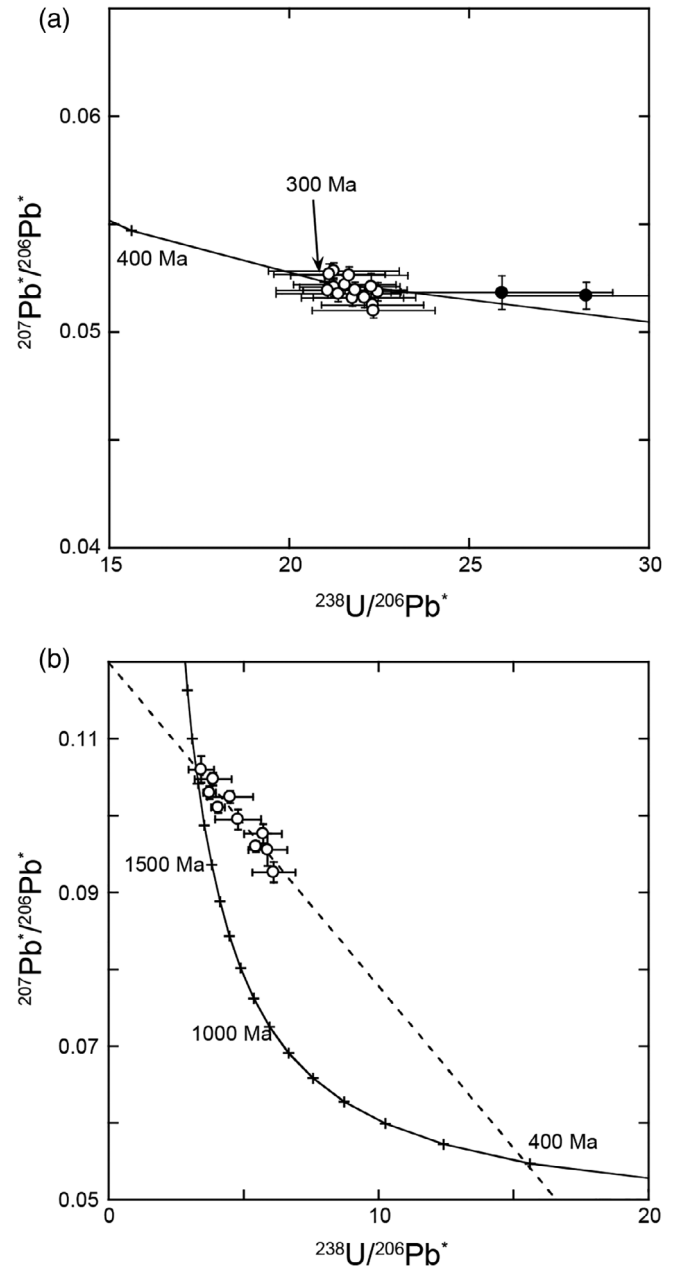 (a)
0.06
0.05
0.04
²⁰⁷Pb*/²⁰⁶Pb*
300 Ma
400 Ma
15 20 25 30
²³⁸U/²⁰⁶Pb*
(b)
0.11
0.09
0.07
0.05
²⁰⁷Pb*/²⁰⁶Pb*
1500 Ma
1000 Ma
400 Ma
0 10 20
²³⁸U/²⁰⁶Pb*